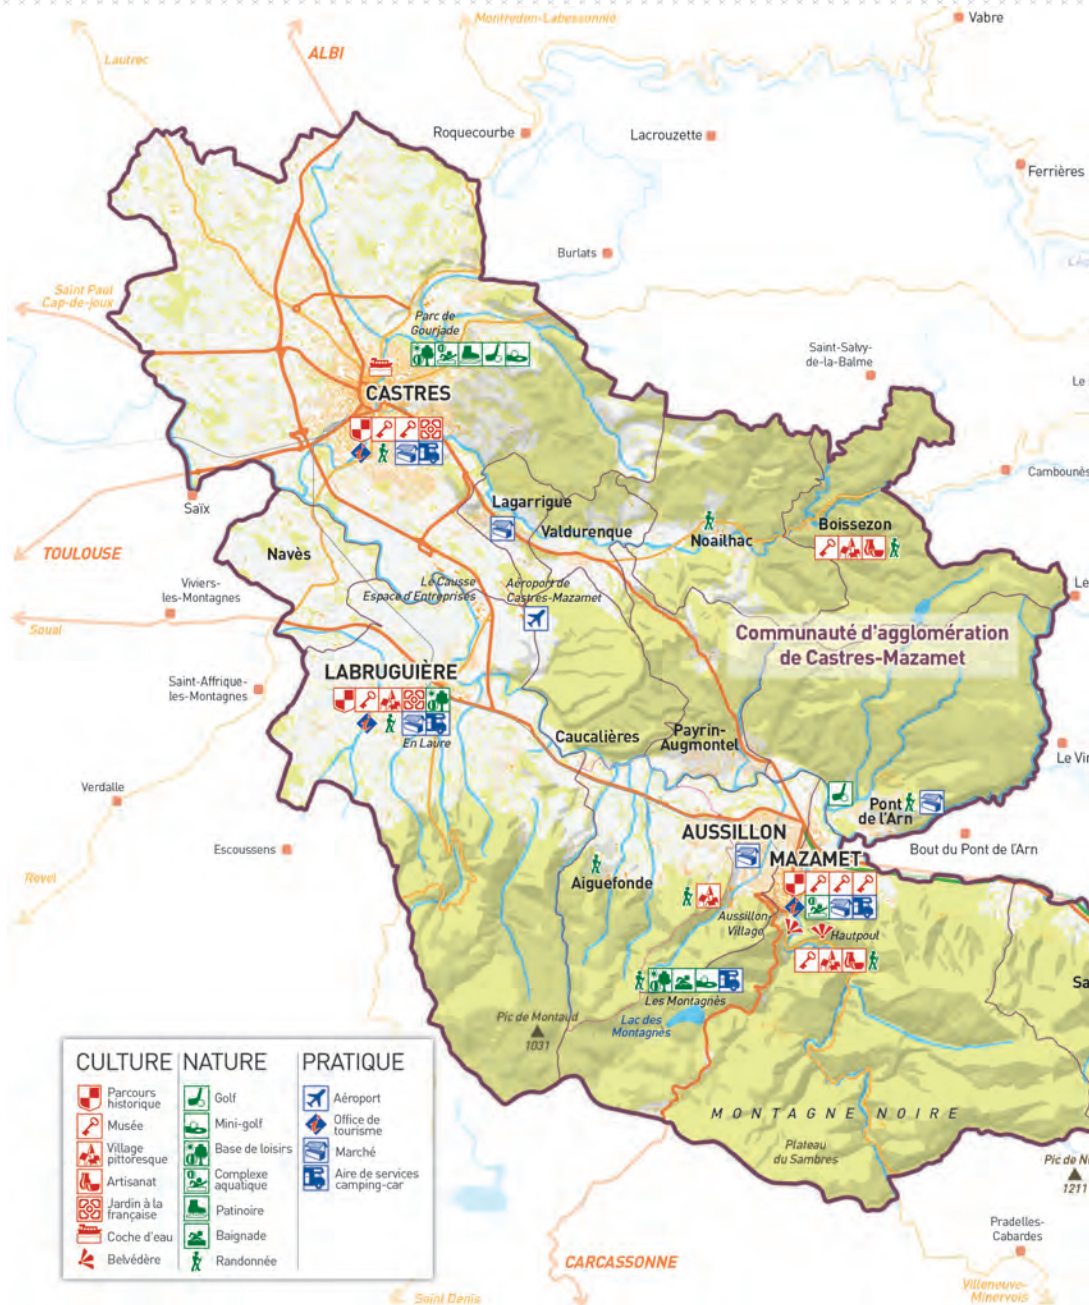 Montredon-Labessonnié
Vabre
Lautrec
ALBI
Roquecourbe
Lacrouzette
Ferrières
Burlats
Saint Paul
Cap-de-joux
Parc de
Gourjade
Saint-Salvy-
de-la-Balme
Le
CASTRES
Cambounès
Saïx
Lagarrigue
Valdurenque
Noailhac
Boissezon
TOULOUSE
Navès
Viviers-
les-Montagnes
Le Causse
Espace d'Entreprises
Aéroport de
Castres-Mazamet
Le
Soual
Communauté d'agglomération
de Castres-Mazamet
LABRUGUIÈRE
Saint-Affrique-
les-Montagnes
En Laure
Caucalières
Payrin-
Augmontel
Le Vin
Verdalle
Pont
de l'Arn
AUSSILLON
Escoussens
MAZAMET
Bout du Pont de l'Arn
Revel
Aiguefonde
Aussillon-
Village
Hautpoul
Sa
Les Montagnès
Lac des
Montagnès
Pic de Montaud
1031
MONTAGNE NOIRE
Plateau
du Sambres
Pic de N
1211
Pradelles-
Cabardes
CARCASSONNE
Villeneuve-
Minervois
Saint Denis
CULTURE
Parcours
historique
Musée
Village
pittoresque
Artisanat
Jardin à la
française
Coche d'eau
Belvédère
NATURE
Golf
Mini-golf
Base de loisirs
Complexe
aquatique
Patinoire
Baignade
Randonnée
PRATIQUE
Aéroport
Office de
tourisme
Marché
Aire de services
camping-car